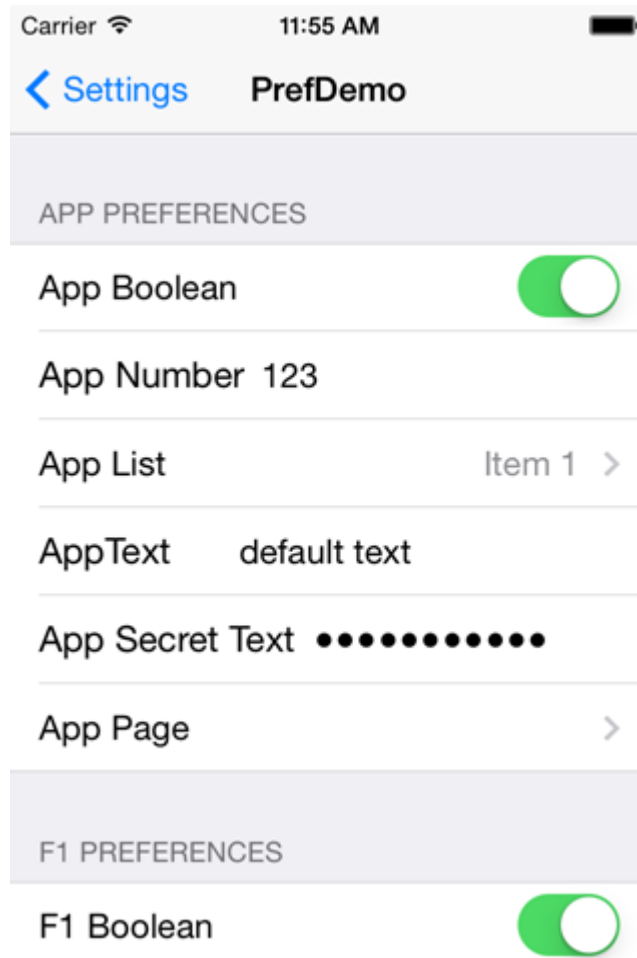 Carrier 11:55 AM
Settings PrefDemo
APP PREFERENCES
App Boolean
App Number 123
App List Item 1
AppText default text
App Secret Text •••••••••••
App Page
F1 PREFERENCES
F1 Boolean